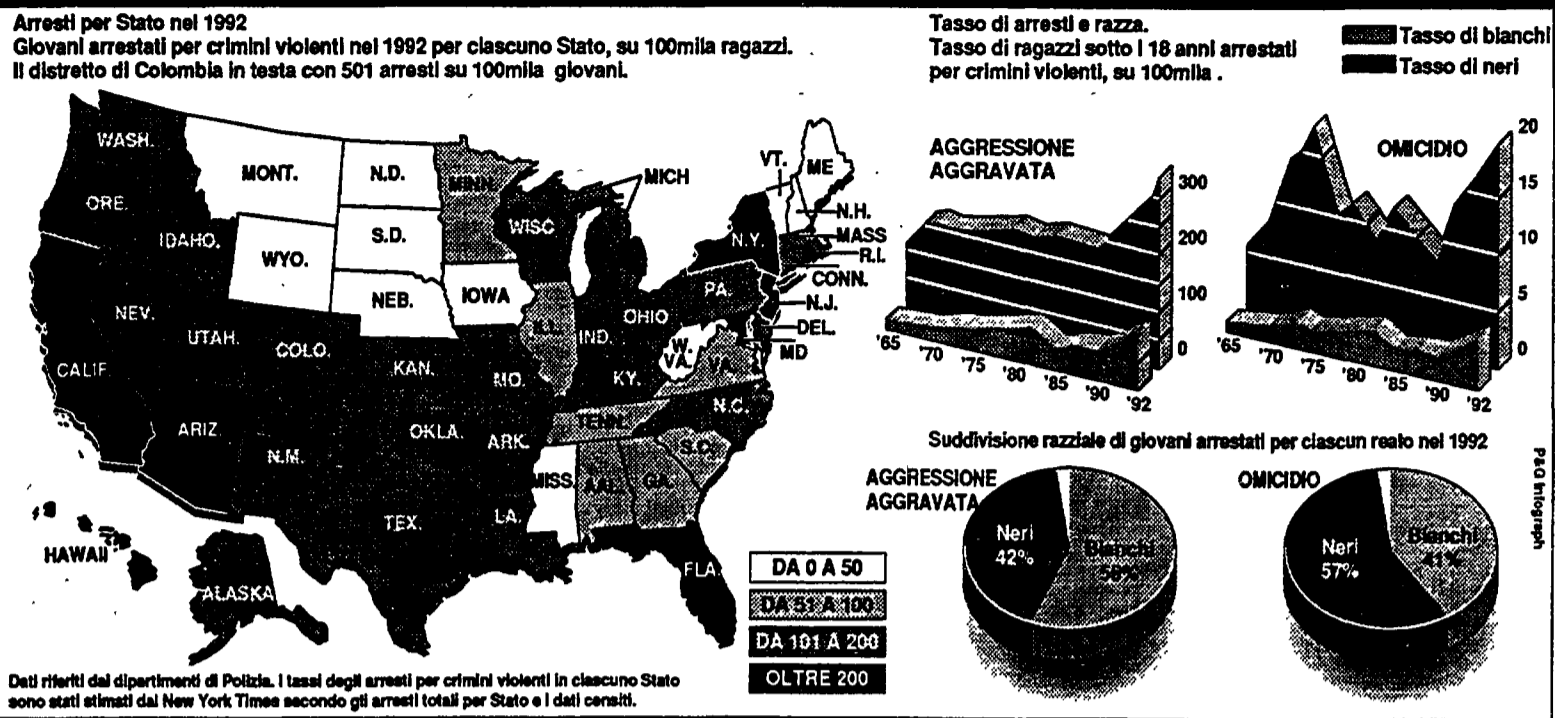 Arresti per Stato nel 1992
Giovani arrestati per crimini violenti nel 1992 per ciascuno Stato, su 100mila ragazzi.
Il distretto di Colombia in testa con 501 arresti su 100mila giovani.
WASH.
ORE.
IDAHO.
MONT.
N.D.
MINN.
S.D.
WYO.
NEB.
IOWA
WISC
MICH
VT.
ME
N.H.
MASS
R.I.
CONN.
N.J.
DEL.
MD
N.Y.
PA.
OHIO
IND.
ILL.
W. VA.
VA.
KY.
N.C.
TENN.
S.C.
NEV.
UTAH.
COLO.
KAN.
MO.
CALIF.
ARIZ.
N.M.
OKLA.
ARK.
MISS.
AAL.
GA.
TEX.
LA.
FLA.
HAWAII
ALASKA
DA 0 A 50
DA 51 A 100
DA 101 A 200
OLTRE 200
Dati riferiti dai dipartimenti di Polizia. I tassi degli arresti per crimini violenti in ciascuno Stato
sono stati stimati dal New York Times secondo gti arresti totali per Stato e i dati censiti.
Tasso di arresti e razza.
Tasso di ragazzi sotto i 18 anni arrestati
per crimini violenti, su 100mila .
Tasso di bianchi
Tasso di neri
AGGRESSIONE
AGGRAVATA
300
200
100
0
'65
'70
'75
'80
'85
'90
'92
OMICIDIO
20
15
10
5
0
'65
'70
'75
'80
'85
'90
'92
Suddivisione razziale di giovani arrestati per ciascun reato nel 1992
AGGRESSIONE
AGGRAVATA
Neri
42%
Bianchi
56%
OMICIDIO
Neri
57%
Bianchi
41%
P&G Infograph